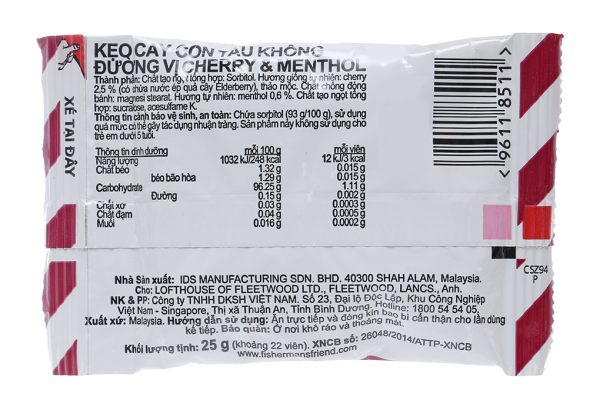 KẸO CAY CON TÀU KHÔNG
ĐƯỜNG VỊ CHERRY & MENTHOL
Thành phần: Chất tạo ngọt tổng hợp: Sorbitol. Hương giống tự nhiên: cherry
2,5 % (có chứa nước ép quả cây Elderberry), thảo mộc. Chất chống đông
bánh: magnesi stearat. Hương tự nhiên: menthol 0,6 %. Chất tạo ngọt tổng
hợp: sucralose, acesulfame K.
Thông tin cảnh báo vệ sinh, an toàn: Chứa sorbitol (93 g/100 g), sử dụng
quá mức có thể gây tác dụng nhuận tràng. Sản phẩm này không sử dụng cho
trẻ em dưới 5 tuổi.
Thông tin dinh dưỡng mỗi 100 g mỗi viên
Năng lượng 1032 kJ/248 kcal 12 kJ/3 kcal
Chất béo 1.32 g 0.015 g
béo bão hòa 1.29 g 0.015 g
Carbohydrate 96.25 g 1.11 g
Đường 0.15 g 0.002 g
Chất xơ 0.03 g 0.0003 g
Chất đạm 0.04 g 0.0005 g
Muối 0.016 g 0.0002 g
XÉ TẠI ĐÂY
<96118511>
CSZ94
P
Nhà Sản xuất: IDS MANUFACTURING SDN. BHD. 40300 SHAH ALAM, Malaysia.
Cho: LOFTHOUSE OF FLEETWOOD LTD., FLEETWOOD, LANCS., Anh.
NK & PP: Công ty TNHH DKSH VIỆT NAM. Số 23, Đại lộ Độc Lập, Khu Công Nghiệp
Việt Nam - Singapore, Thị xã Thuận An, Tỉnh Bình Dương. Hotline: 1800 54 54 05.
Xuất xứ: Malaysia. Hướng dẫn sử dụng: Ăn trực tiếp và đóng kín bao bì cẩn thận cho lần dùng
kế tiếp. Bảo quản: Ở nơi khô ráo và thoáng mát.
Khối lượng tịnh: 25 g (khoảng 22 viên). XNCB số: 26048/2014/ATTP-XNCB
www.fishermansfriend.com